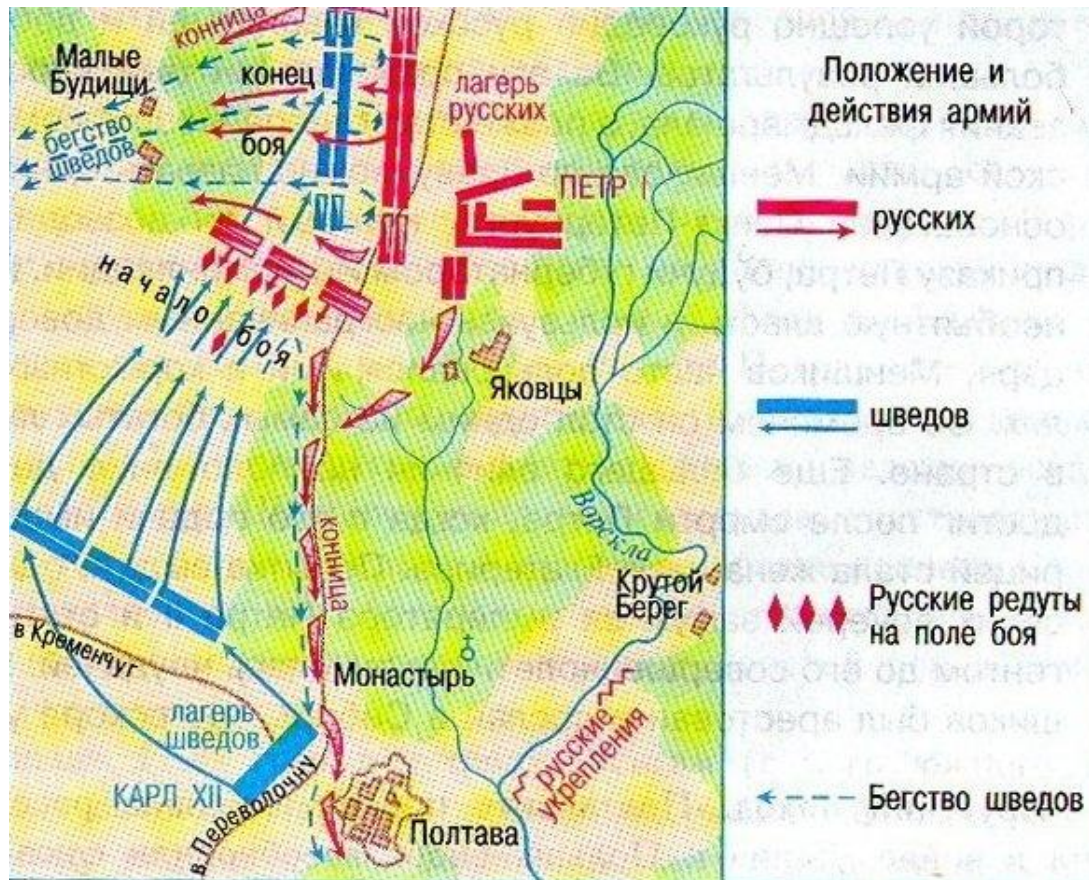 конница
Малые
Будищи
конец
боя
бегство
шведов
лагерь
русских
ПЕТР I
начало боя
Яковцы
конница
Ворскла
Крутой
Берег
в Кременчуг
Монастырь
лагерь
шведов
КАРЛ XII
в Переволочну
русские
укрепления
Полтава
Положение и
действия армий
русских
шведов
Русские редуты
на поле боя
Бегство шведов